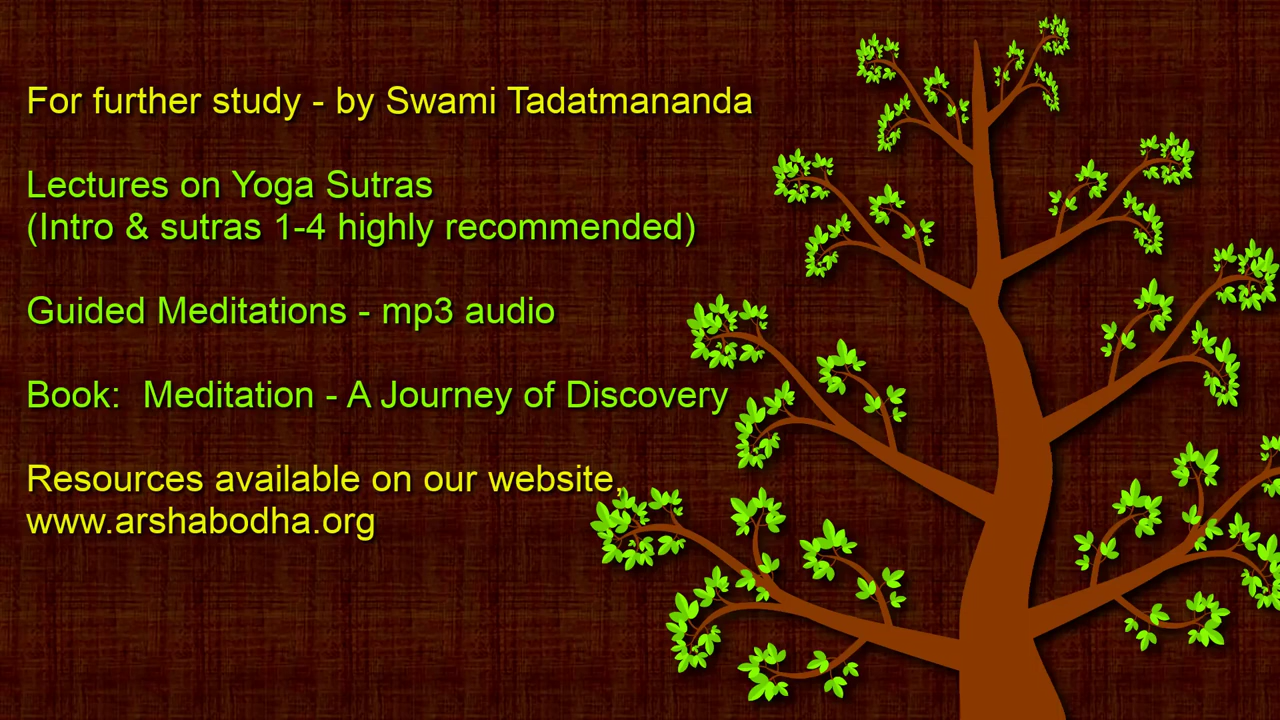 For further study - by Swami Tadatmananda
Lectures on Yoga Sutras
(Intro & sutras 1-4 highly recommended)
Guided Meditations - mp3 audio
Book:  Meditation - A Journey of Discovery
Resources available on our website,
www.arshabodha.org